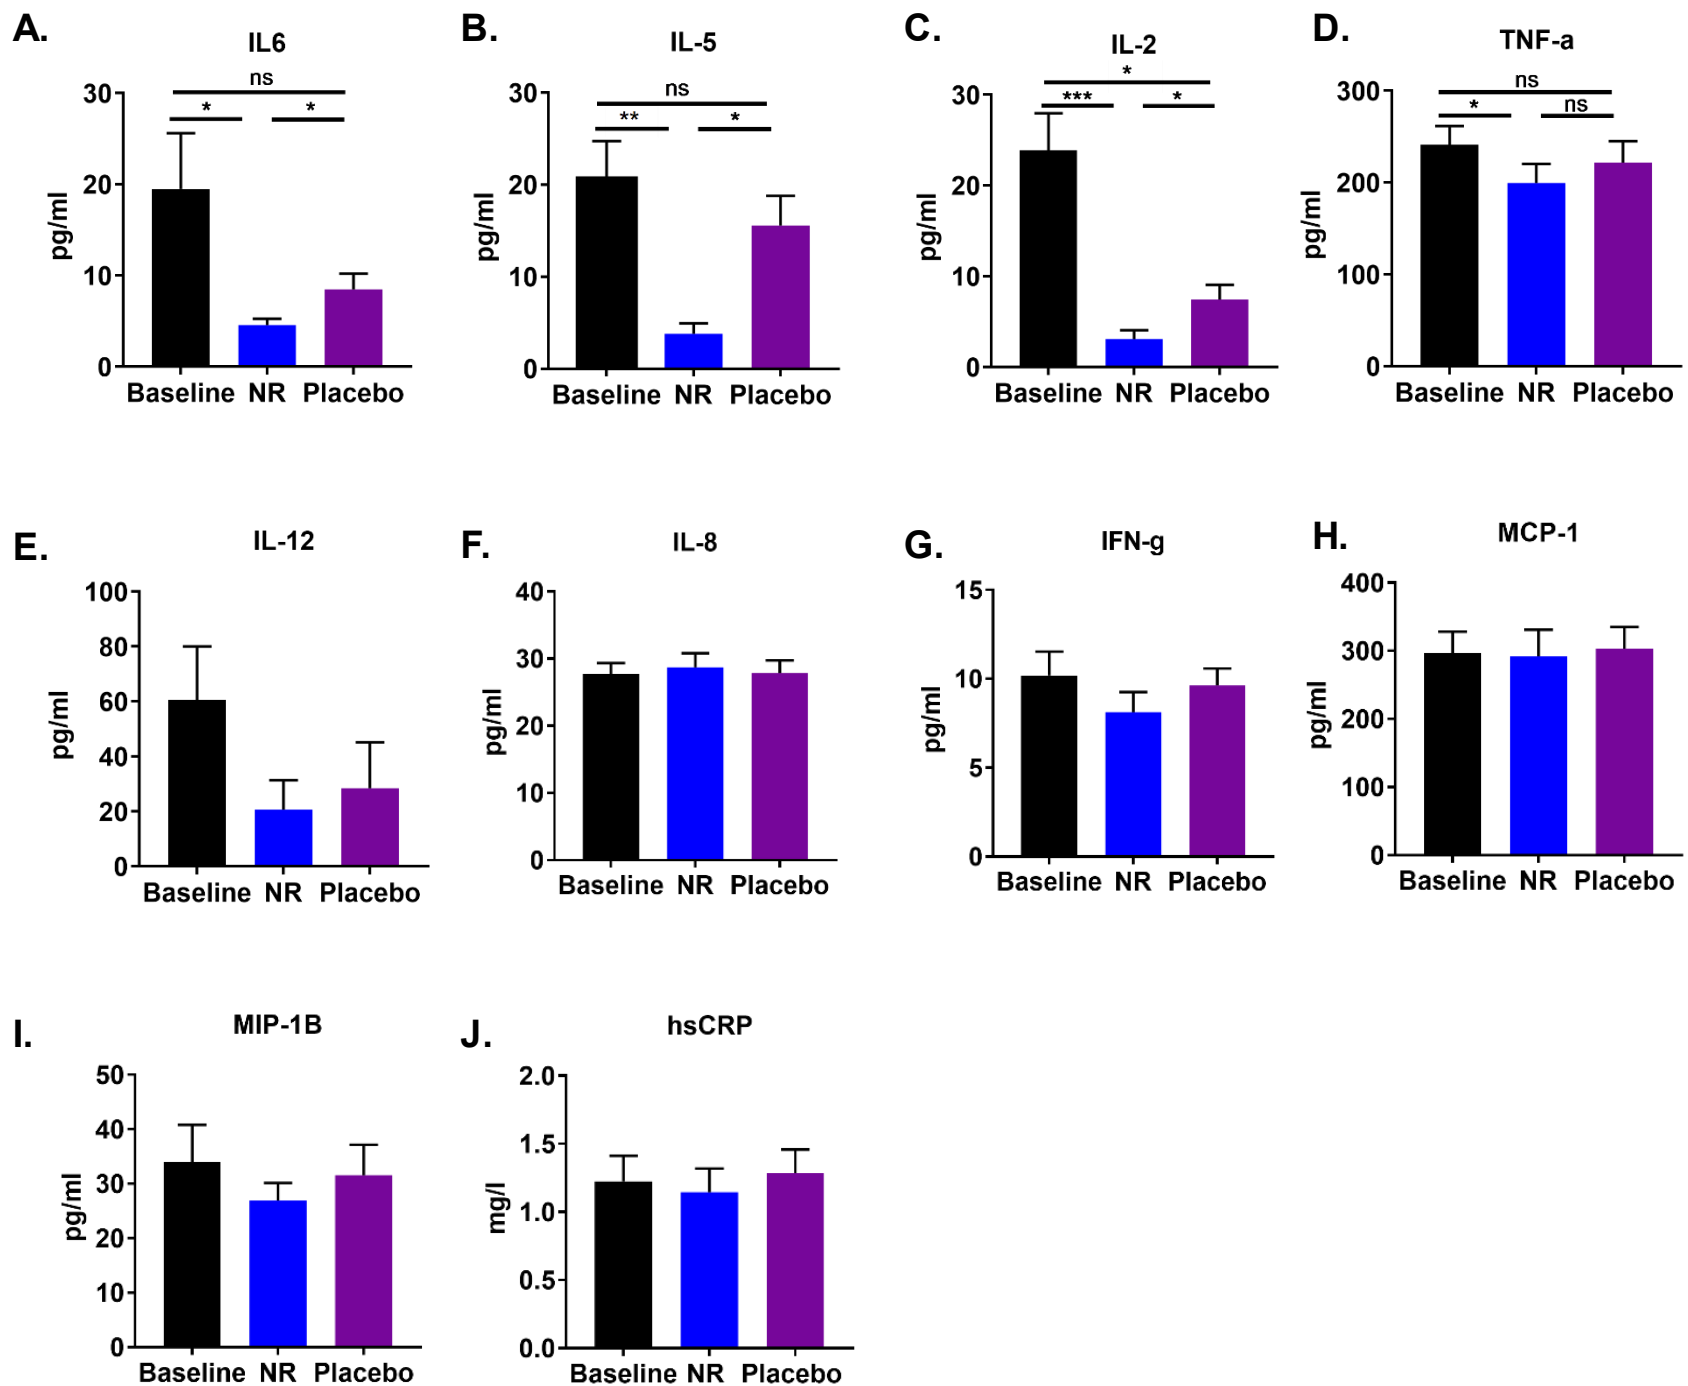 A.
IL6
ns
*
*
30
20
10
0
pg/ml
Baseline NR Placebo
B.
IL-5
ns
**
*
30
20
10
0
pg/ml
Baseline NR Placebo
C.
IL-2
*
***
*
30
20
10
0
pg/ml
Baseline NR Placebo
D.
TNF-a
ns
*
ns
300
200
100
0
pg/ml
Baseline NR Placebo
E.
IL-12
100
80
60
40
20
0
pg/ml
Baseline NR Placebo
F.
IL-8
40
30
20
10
0
pg/ml
Baseline NR Placebo
G.
IFN-g
15
10
5
0
pg/ml
Baseline NR Placebo
H.
MCP-1
400
300
200
100
0
pg/ml
Baseline NR Placebo
I.
MIP-1B
50
40
30
20
10
0
pg/ml
Baseline NR Placebo
J.
hsCRP
2.0
1.5
1.0
0.5
0.0
mg/l
Baseline NR Placebo